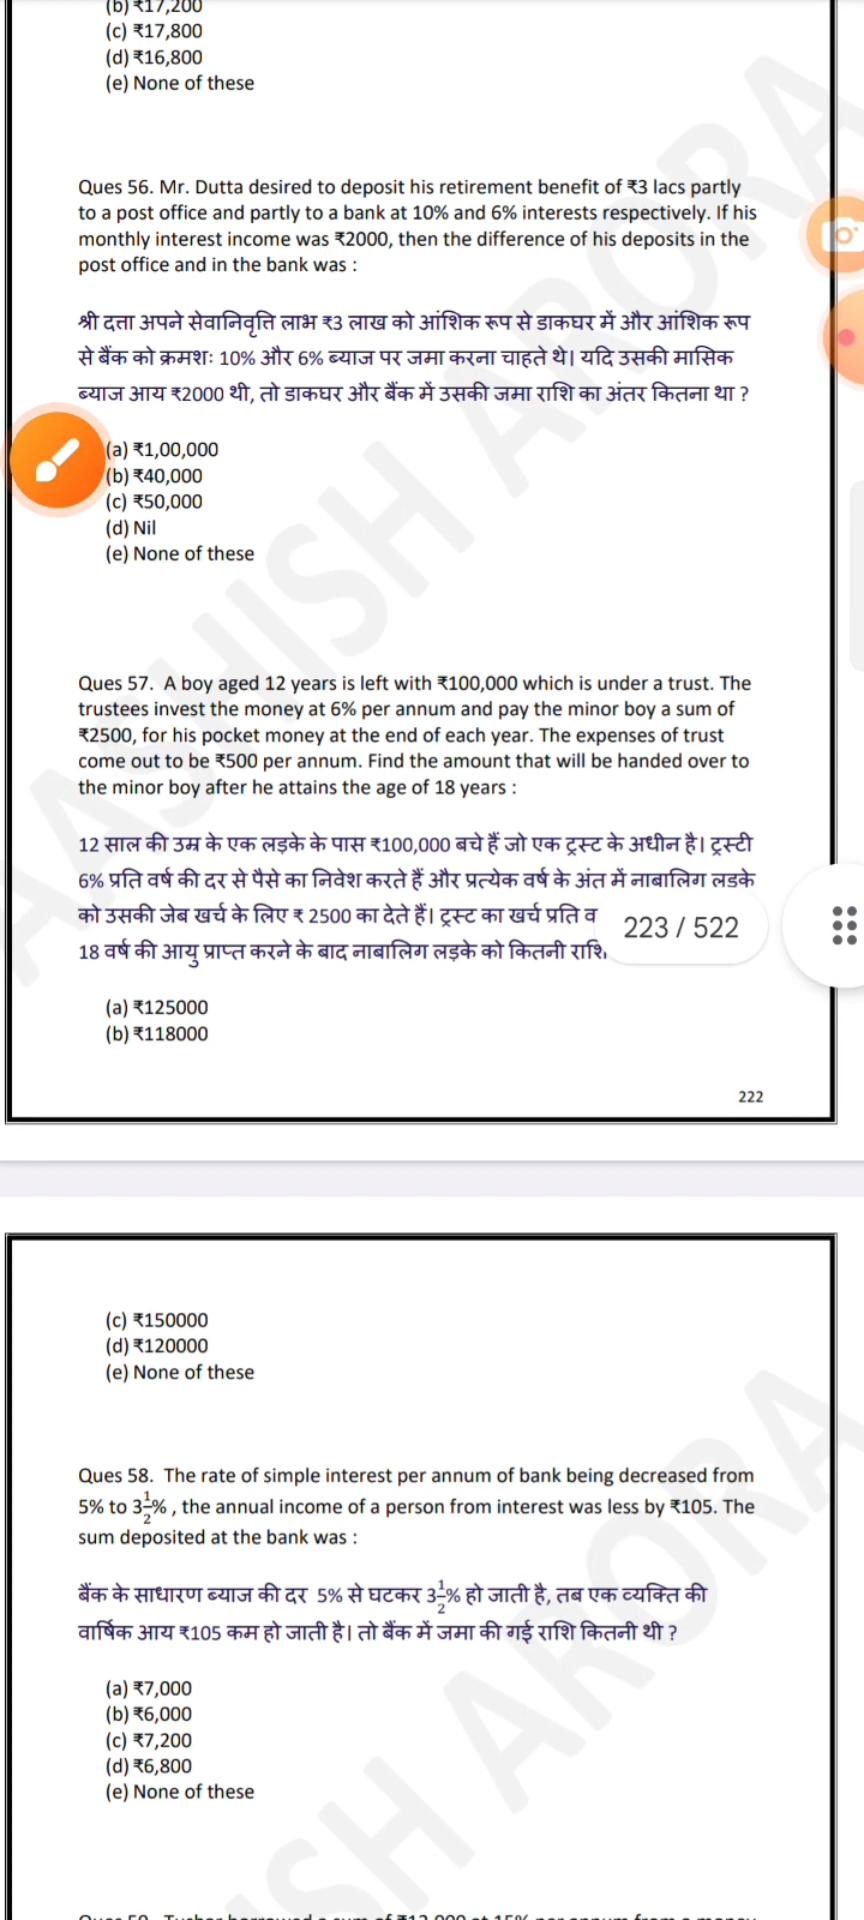 (b) ₹17,200
(c) ₹17,800
(d) ₹16,800
(e) None of these
Ques 56. Mr. Dutta desired to deposit his retirement benefit of ₹3 lacs partly
to a post office and partly to a bank at 10% and 6% interests respectively. If his
monthly interest income was ₹2000, then the difference of his deposits in the
post office and in the bank was :
श्री दत्ता अपने सेवानिवृत्ति लाभ ₹3 लाख को आंशिक रूप से डाकघर में और आंशिक रूप
से बैंक को क्रमशः 10% और 6% ब्याज पर जमा करना चाहते थे। यदि उसकी मासिक
ब्याज आय ₹2000 थी, तो डाकघर और बैंक में उसकी जमा राशि का अंतर कितना था ?
(a) ₹1,00,000
(b) ₹40,000
(c) ₹50,000
(d) Nil
(e) None of these
Ques 57. A boy aged 12 years is left with ₹100,000 which is under a trust. The
trustees invest the money at 6% per annum and pay the minor boy a sum of
₹2500, for his pocket money at the end of each year. The expenses of trust
come out to be ₹500 per annum. Find the amount that will be handed over to
the minor boy after he attains the age of 18 years :
12 साल की उम्र के एक लड़के के पास ₹100,000 बचे हैं जो एक ट्रस्ट के अधीन है। ट्रस्टी
6% प्रति वर्ष की दर से पैसे का निवेश करते हैं और प्रत्येक वर्ष के अंत में नाबालिग लडके
को उसकी जेब खर्च के लिए ₹ 2500 का देते हैं। ट्रस्ट का खर्च प्रति
223 / 522
18 वर्ष की आयु प्राप्त करने के बाद नाबालिग लड़के को कितनी
(a) ₹125000
(b) ₹118000
222
(c) ₹150000
(d) ₹120000
(e) None of these
Ques 58. The rate of simple interest per annum of bank being decreased from
5% to 3½% , the annual income of a person from interest was less by ₹105. The
sum deposited at the bank was :
बैंक के साधारण ब्याज की दर 5% से घटकर 3½% हो जाती है, तब एक व्यक्ति की
वार्षिक आय ₹105 कम हो जाती है। तो बैंक में जमा की गई राशि कितनी थी ?
(a) ₹7,000
(b) ₹6,000
(c) ₹7,200
(d) ₹6,800
(e) None of these
AASHISH ARORA